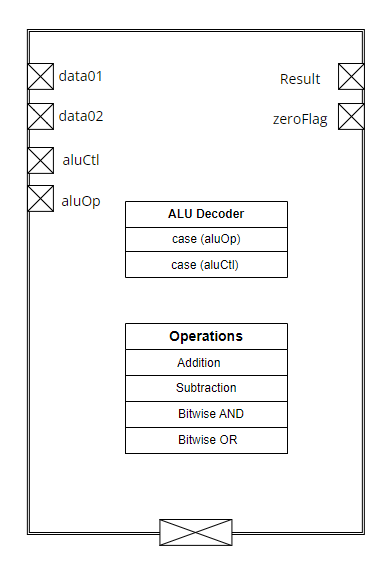 data01
data02
aluCtl
aluOp
Result
zeroFlag
ALU Decoder
case (aluOp)
case (aluCtl)
Operations
Addition
Subtraction
Bitwise AND
Bitwise OR